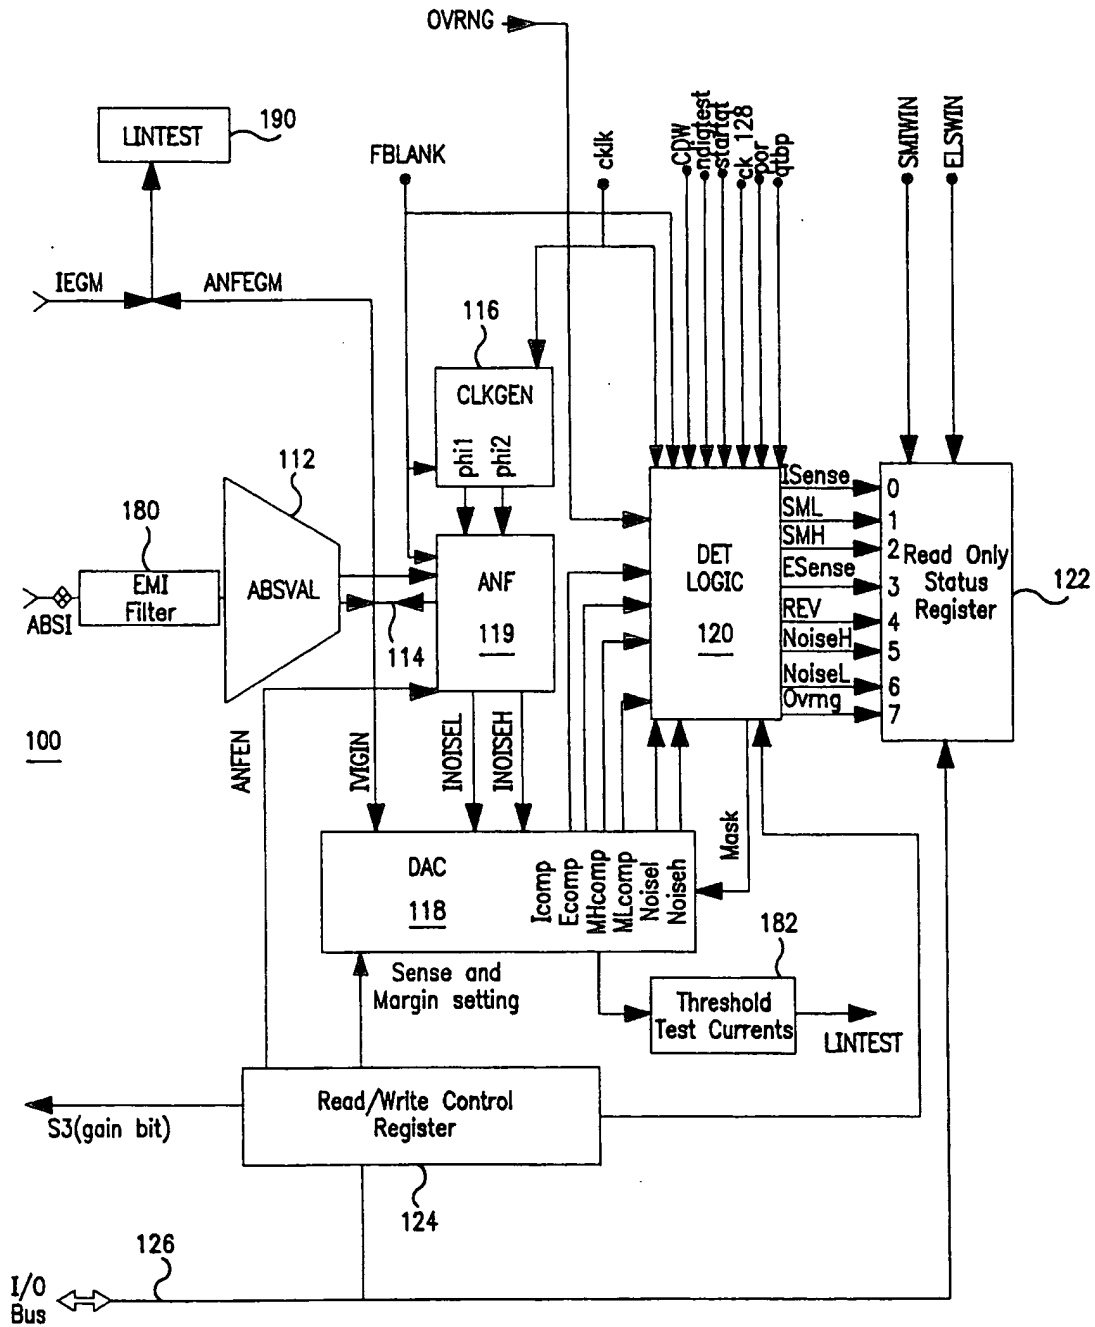 OVRNG
LINTEST
190
FBLANK
cklk
CDW
ndigtest
startqt
ck 128
por
qtbp
SMIWIN
ELSWIN
IEGM
ANFEGM
116
CLKGEN
phi1
phi2
112
180
EMI
Filter
ABSI
ABSVAL
114
ANF
119
DET
LOGIC
120
ISense
SML
SMH
ESense
REV
NoiseH
NoiseL
Ovrng
0
1
2
3
4
5
6
7
Read Only
Status
Register
122
100
ANFEN
IVIGIN
INOISEL
INOISEH
Mask
DAC
118
Icomp
Ecomp
MHcomp
MLcomp
Noisel
Noiseh
182
Sense and
Margin setting
Threshold
Test Currents
LINTEST
Read/Write Control
Register
S3(gain bit)
124
126
I/O
Bus